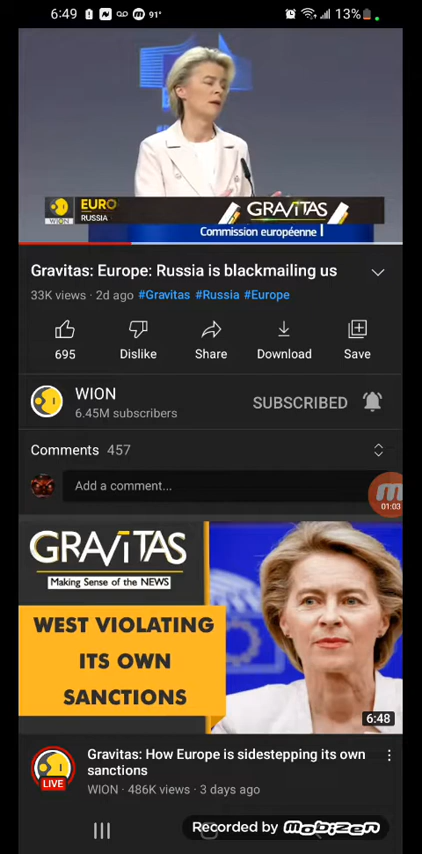 6:49
91°
13%
WION
EURO
RUSSIA
GRAVITAS
Commission européenne
Gravitas: Europe: Russia is blackmailing us
33K views · 2d ago #Gravitas #Russia #Europe
695
Dislike
Share
Download
Save
WION
6.45M subscribers
SUBSCRIBED
Comments 457
Add a comment...
01:03
GRAVITAS
Making Sense of the NEWS
WEST VIOLATING
ITS OWN
SANCTIONS
6:48
Gravitas: How Europe is sidestepping its own
sanctions
LIVE
WION · 486K views · 3 days ago
Recorded by MOBIZEN